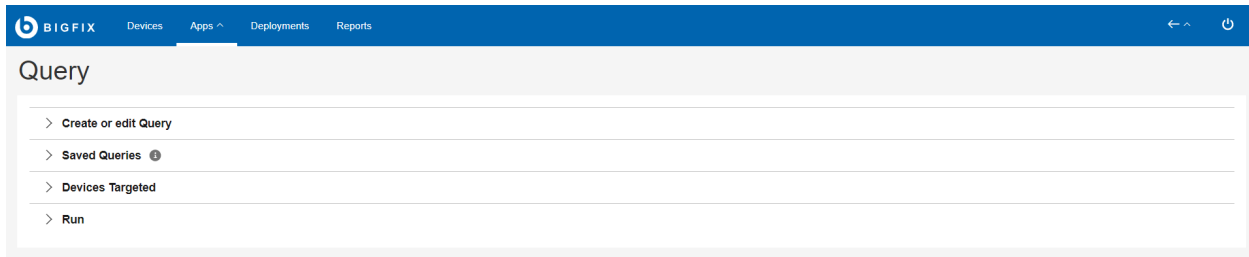 BIGFIX Devices Apps Deployments Reports
Query
Create or edit Query
Saved Queries
Devices Targeted
Run